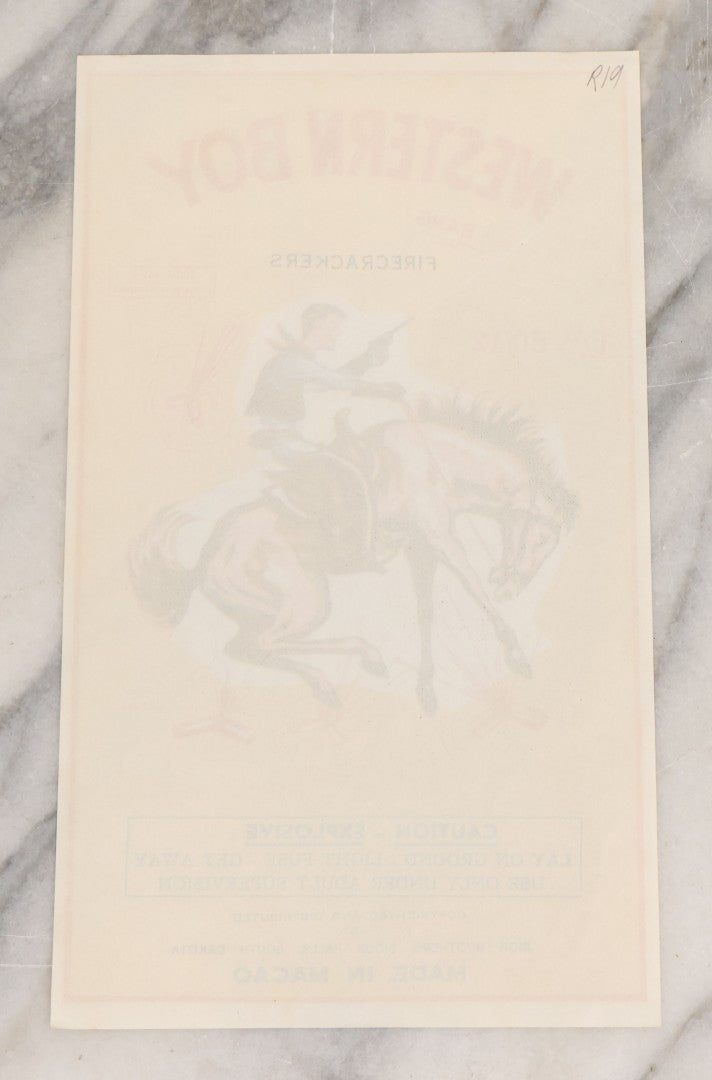 R19
WESTERN BOY
FIRECRACKERS
CAUTION - EXPLOSIVE
LAY ON GROUND - LIGHT FUSE - GET AWAY
USE ONLY UNDER ADULT SUPERVISION
COPYRIGHTED AND DISTRIBUTED
BY
SIOUX FALLS, SOUTH DAKOTA
MADE IN MACAO